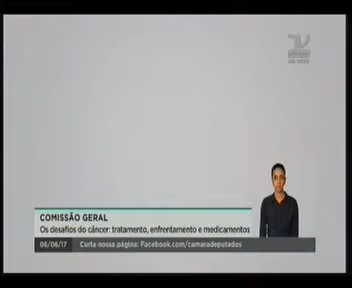 COMISSÃO GERAL
Os desafios do câncer: tratamento, enfrentamento e medicamentos
06/06/17 Curta nossa página: Facebook.com/camaradeputados